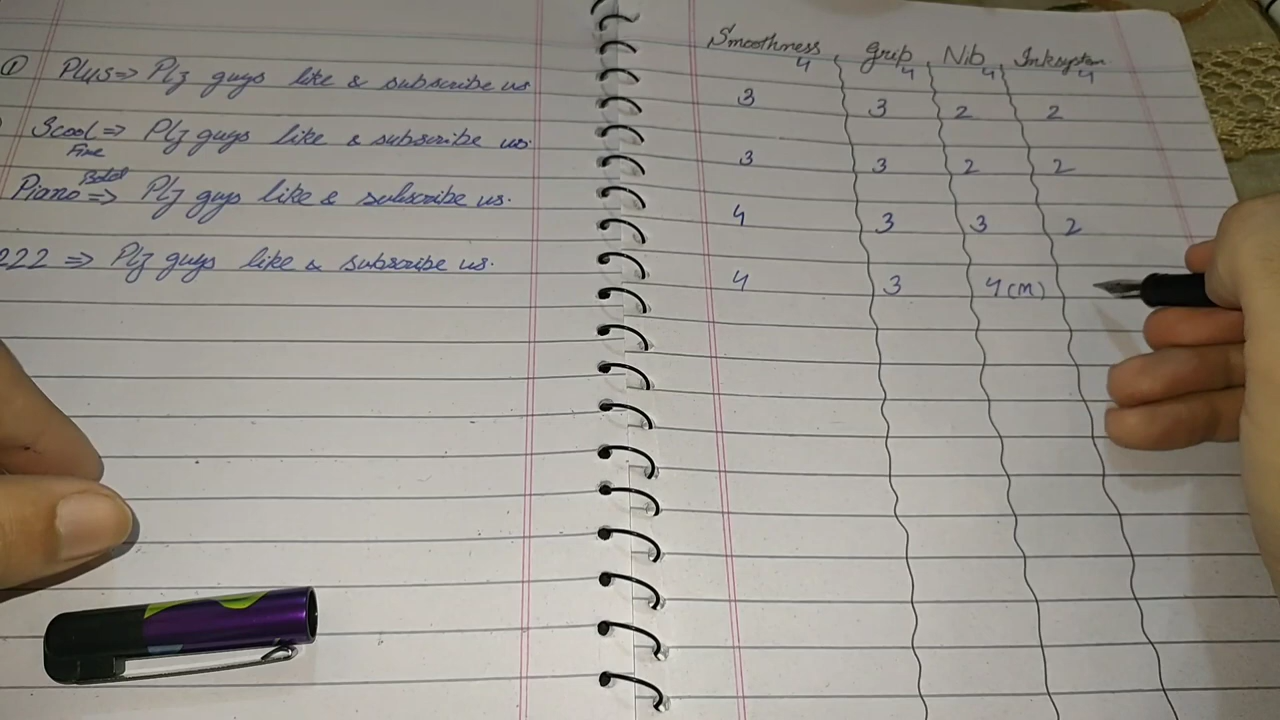 Smoothness 4 grip 4 Nib 4 Inksystem 4
① Plus ⇒ Plz guys like & subscribe us 3 3 2 2
3cool ⇒ Plz guys like & subscribe us. 3 3 2 2
Fine
Piano ⇒ Plz guys like & subscribe us. 4 3 3 2
222 ⇒ Plz guys like & subscribe us. 4 3 4(M)